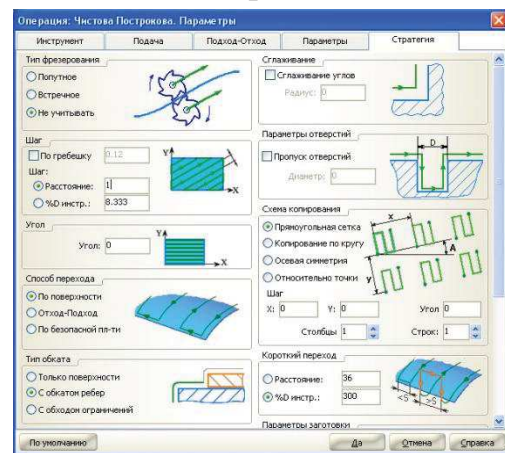 Операция: Чистова Построкова. Параметры
Инструмент
Подача
Подход-Отход
Параметры
Стратегия
Тип фрезерования
Попутное
Встречное
Не учитывать
Шаг
По гребешку 0.12
Шаг:
Расстояние: 1
%D инстр.: 8.333
Y
X
Угол
Угол: 0
Y
X
Способ перехода
По поверхности
Отход-Подход
По безопасной пл-ти
Тип обката
Только поверхности
С обкатом ребер
С обходом ограничений
Сглаживание
Сглаживание углов
Радиус: 0
Параметры отверстий
Пропуск отверстий
Диаметр: 0
D
Схема копирования
Прямоугольная сетка
Копирование по кругу
Осевая симметрия
Относительно точки
x
y
A
Шаг
X: 0 Y: 0 Угол 0
Столбцы 1 Строк: 1
Короткий переход
Расстояние: 36
%D инстр.: 300
<S >S
Параметры заготовки
По умолчанию
Да
Отмена
Справка